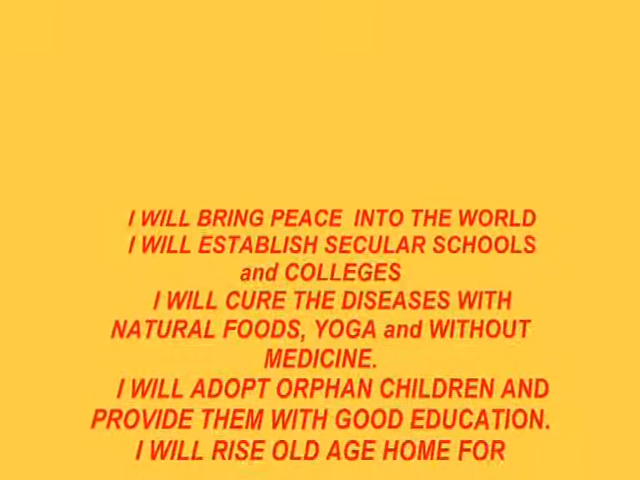 I WILL BRING PEACE INTO THE WORLD
I WILL ESTABLISH SECULAR SCHOOLS
and COLLEGES
I WILL CURE THE DISEASES WITH
NATURAL FOODS, YOGA and WITHOUT
MEDICINE.
I WILL ADOPT ORPHAN CHILDREN AND
PROVIDE THEM WITH GOOD EDUCATION.
I WILL RISE OLD AGE HOME FOR